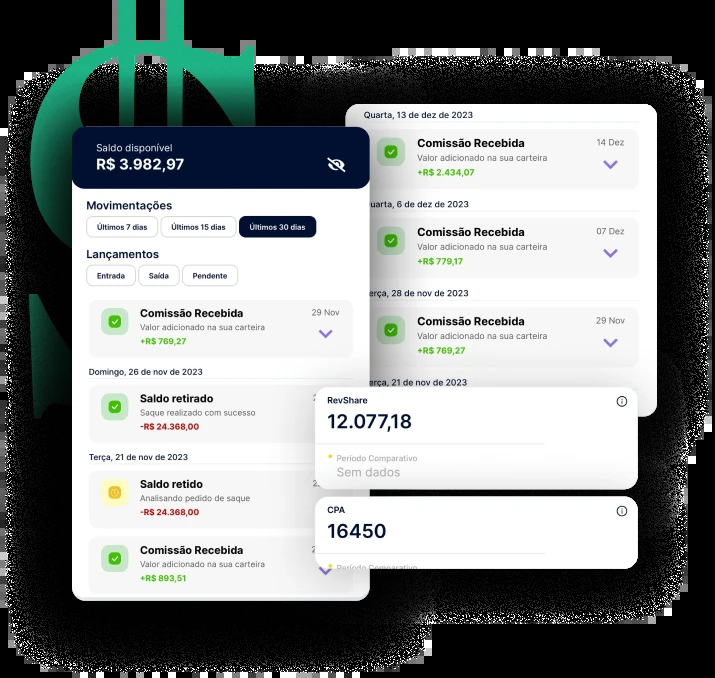 Saldo disponível
R$ 3.982,97
Movimentações
Últimos 7 dias
Últimos 15 dias
Últimos 30 dias
Lançamentos
Entrada
Saída
Pendente
Comissão Recebida
29 Nov
Valor adicionado na sua carteira
+R$ 769,27
Domingo, 26 de nov de 2023
Saldo retirado
Saque realizado com sucesso
-R$ 24.368,00
Terça, 21 de nov de 2023
Saldo retido
Analisando pedido de saque
-R$ 24.368,00
Comissão Recebida
Valor adicionado na sua carteira
+R$ 893,51
Quarta, 13 de dez de 2023
Comissão Recebida
14 Dez
Valor adicionado na sua carteira
+R$ 2.434,07
uarta, 6 de dez de 2023
Comissão Recebida
07 Dez
Valor adicionado na sua carteira
+R$ 779,17
erça, 28 de nov de 2023
Comissão Recebida
29 Nov
Valor adicionado na sua carteira
+R$ 769,27
erça, 21 de nov de 2023
RevShare
12.077,18
* Período Comparativo
Sem dados
CPA
16450
* Período Comparativo